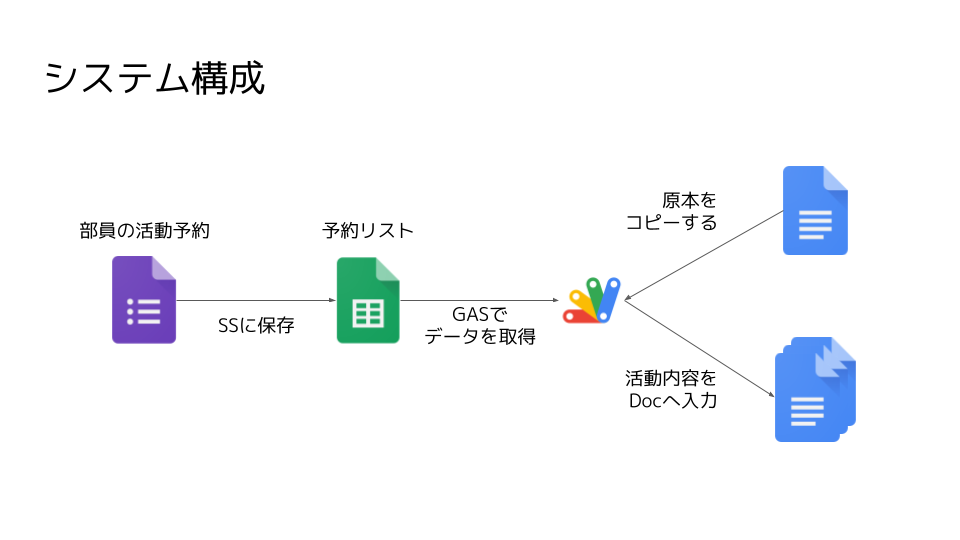 システム構成
部員の活動予約
SSに保存
予約リスト
GASで
データを取得
原本を
コピーする
活動内容を
Docへ入力